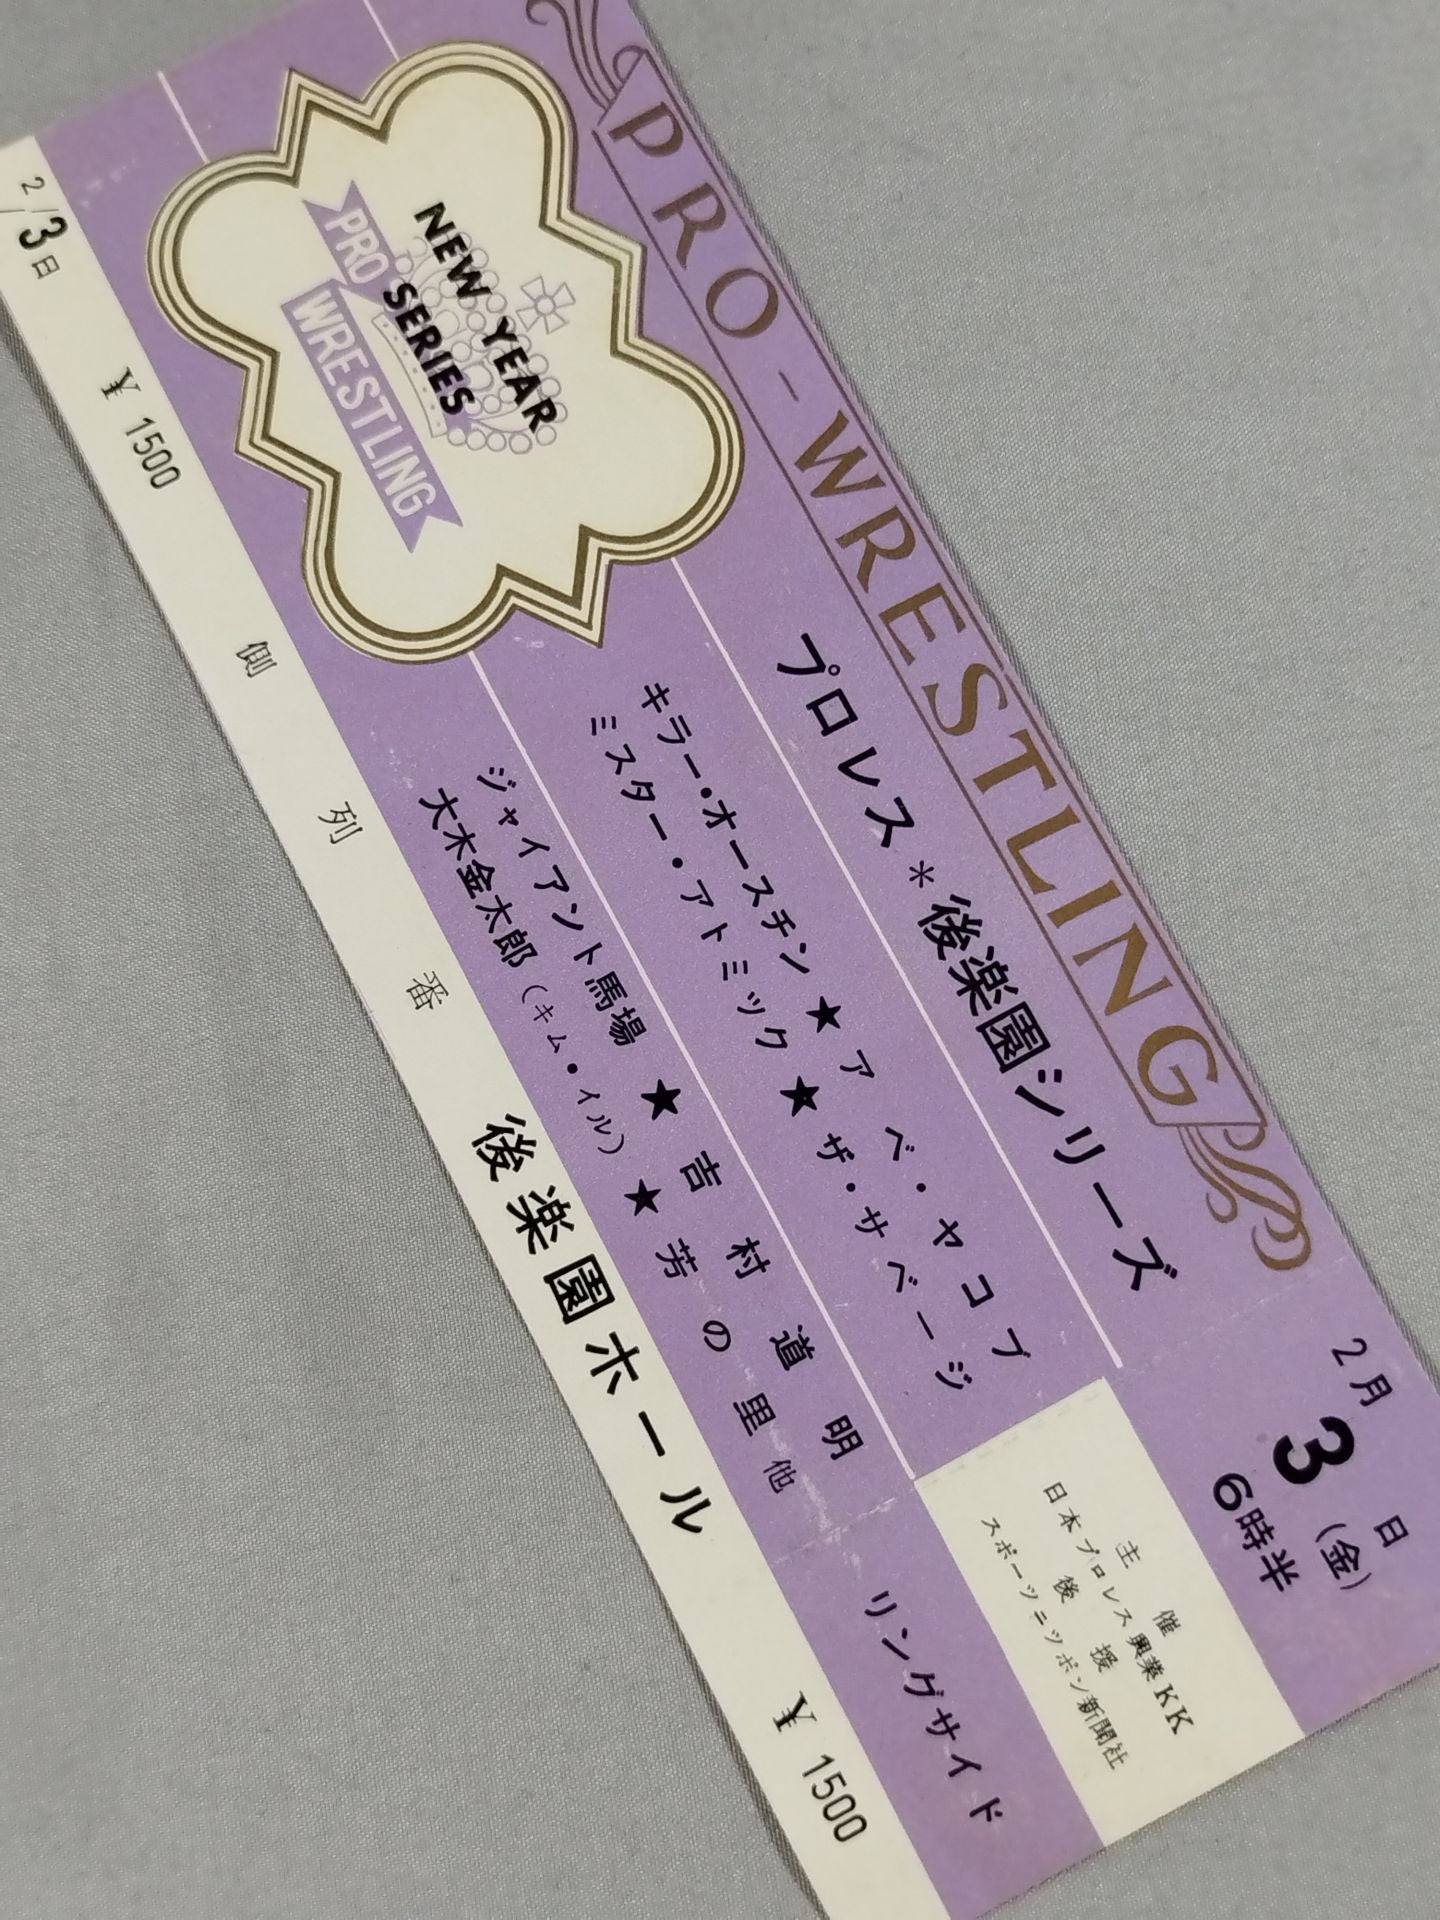 PRO-WRESTLING
NEW YEAR
SERIES
PRO WRESTLING
プロレス＊後楽園シリーズ
2月3日(金)
6時半
キラー・オースチン★アベ・ヤコブ
ミスター・アトミック★ザ・サベージ
ジャイアント馬場★吉村道明
大木金太郎(キム・イル)★芳の里他
主催
日本プロレス興業KK
後援
スポーツニッポン新聞社
リングサイド
2/3日 ¥1500 側 列 番 後楽園ホール ¥1500